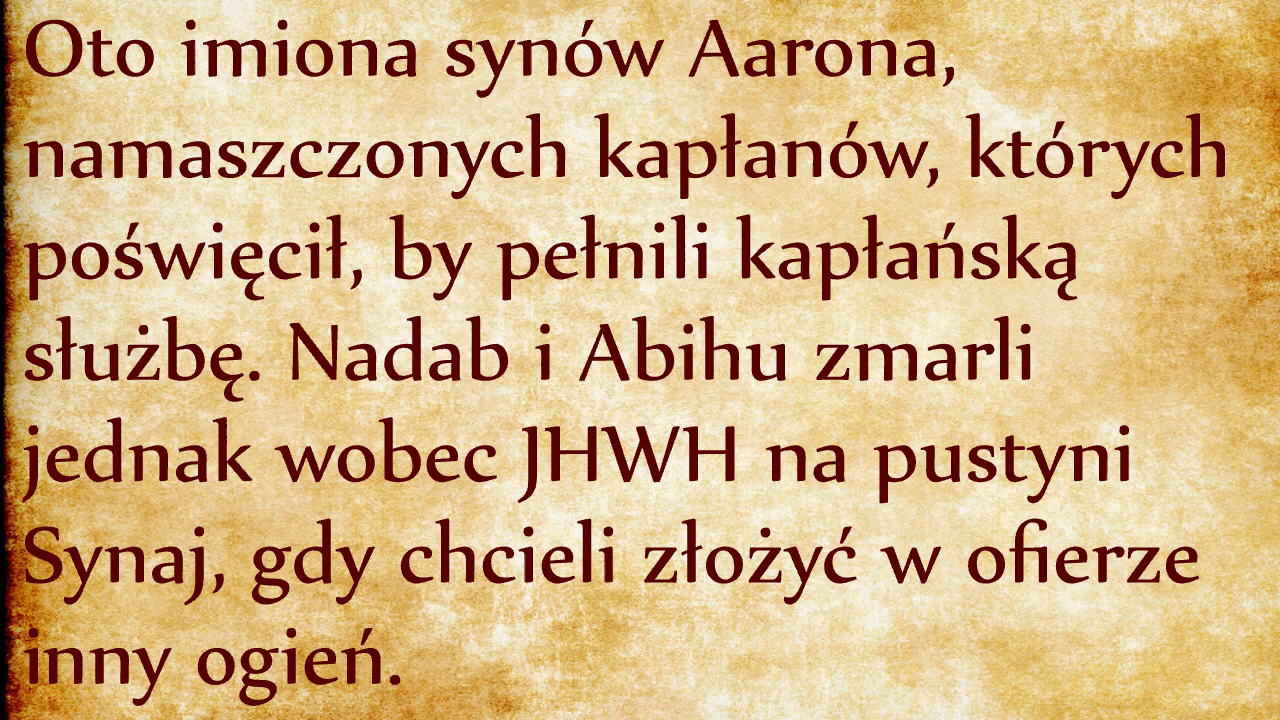 Oto imiona synów Aarona,
namaszczonych kapłanów, których
poświęcił, by pełnili kapłańską
służbę. Nadab i Abihu zmarli
jednak wobec JHWH na pustyni
Synaj, gdy chcieli złożyć w ofierze
inny ogień.